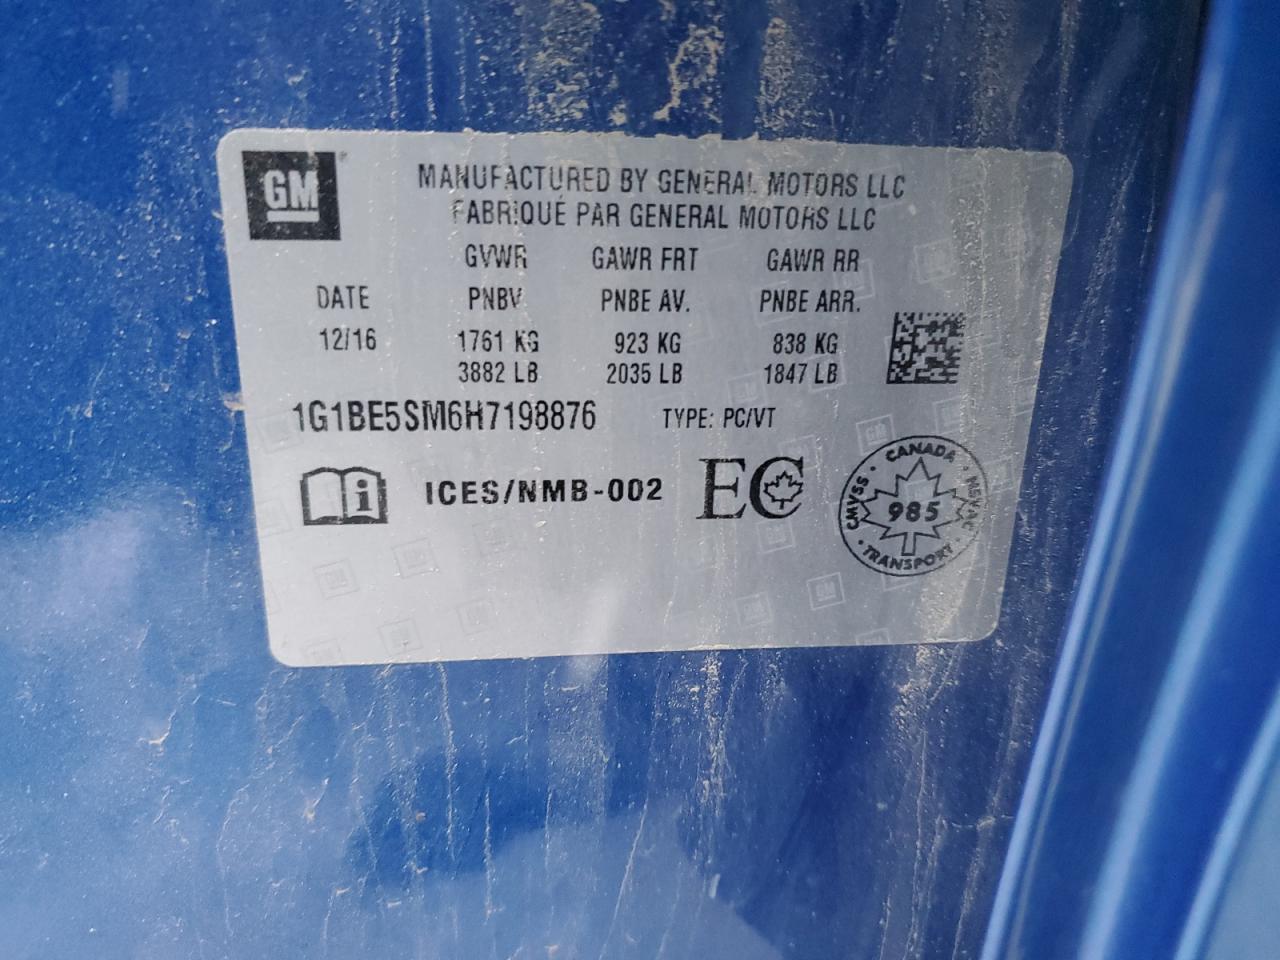 GM
MANUFACTURED BY GENERAL MOTORS LLC
FABRIQUÉ PAR GENERAL MOTORS LLC
GVWR GAWR FRT GAWR RR
DATE PNBV PNBE AV. PNBE ARR.
12/16 1761 KG 923 KG 838 KG
3882 LB 2035 LB 1847 LB
1G1BE5SM6H7198876 TYPE: PC/VT
i ICES/NMB-002 EC
CANADA
CMVSS 985 NSVAC
TRANSPORT